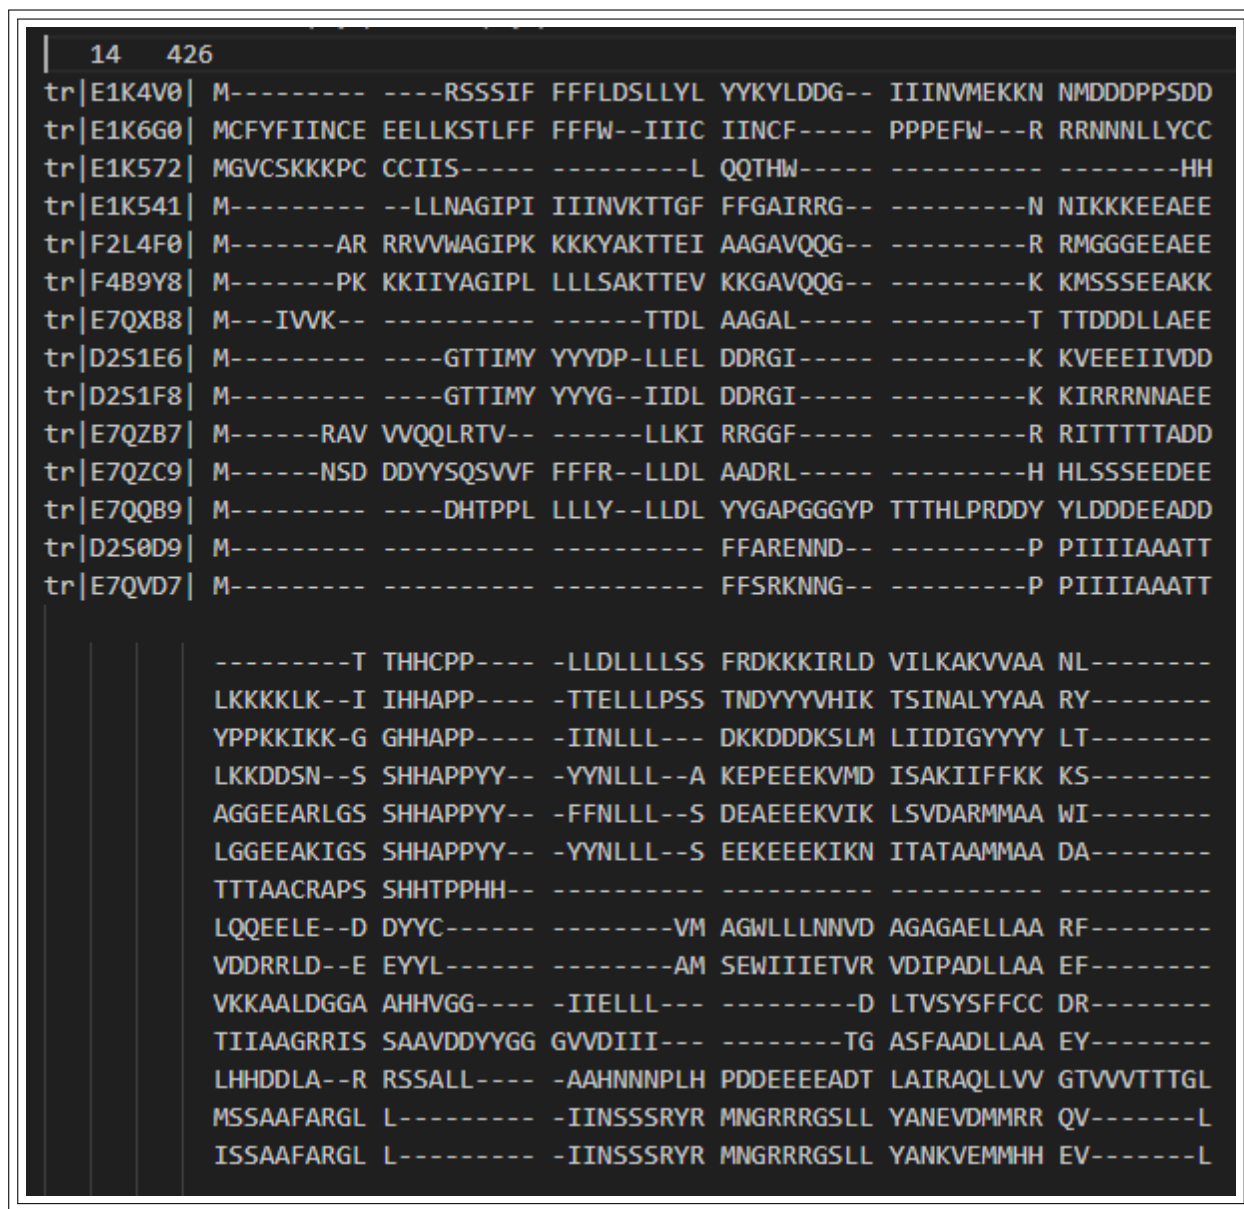 14 426
tr|E1K4V0| M--------- ----RSSSIF FFFLDSLLYL YYKYLDDG-- IIINVMEKKN NMDDDPPSDD
tr|E1K6G0| MCFYFIINCE EELLKSTLFF FFFW--IIIC IINCF----- PPPEFW---R RRNNNLLYCC
tr|E1K572| MGVCSKKKPC CCIIS----- ---------L QQTHW----- ---------- --------HH
tr|E1K541| M--------- --LLNAGIPI IIINVKTTGF FFGAIRRG-- ---------N NIKKKEEAEE
tr|F2L4F0| M-------AR RRVVWAGIPK KKKYAKTTEI AAGAVQQG-- ---------R RMGGGEEAEE
tr|F4B9Y8| M-------PK KKIIYAGIPL LLLSAKTTEV KKGAVQQG-- ---------K KMSSSEEAKK
tr|E7QXB8| M---IVVK-- ---------- ------TTDL AAGAL----- ---------T TTDDDLLAEE
tr|D2S1E6| M--------- ----GTTIMY YYYDP-LLEL DDRGI----- ---------K KVEEEIIVDD
tr|D2S1F8| M--------- ----GTTIMY YYYG--IIDL DDRGI----- ---------K KIRRRNNAEE
tr|E7QZB7| M------RAV VVQQLRTV-- ------LLKI RRGGF----- ---------R RITTTTTADD
tr|E7QZC9| M------NSD DDYYSQSVVF FFFR--LLDL AADRL----- ---------H HLSSSEEDEE
tr|E7QQB9| M--------- ----DHTPPL LLLY--LLDL YYGAPGGGYP TTTHLPRDDY YLDDDEEADD
tr|D2S0D9| M--------- ---------- ---------- FFARENND-- ---------P PIIIIAAATT
tr|E7QVD7| M--------- ---------- ---------- FFSRKNNG-- ---------P PIIIIAAATT
---------T THHCPP---- -LLDLLLLSS FRDKKKIRLD VILKAKVVAA NL--------
LKKKKLK--I IHHAPP---- -TTELLLPSS TNDYYYVHIK TSINALYYAA RY--------
YPPKKIKK-G GHHAPP---- -IINLLL--- DKKDDDKSLM LIIDIGYYYY LT--------
LKKDDSN--S SHHAPPYY-- -YYNLLL--A KEPEEEKVMD ISAKIIFFKK KS--------
AGGEEARLGS SHHAPPYY-- -FFNLLL--S DEAEEEKVIK LSVDARMMAA WI--------
LGGEEAKIGS SHHAPPYY-- -YYNLLL--S EEKEEEKIKN ITATAAMMAA DA--------
TTTAACRAPS SHHTPPHH-- ---------- ---------- ---------- ----------
LQQEELE--D DYYC------ --------VM AGWLLLNNVD AGAGAELLAA RF--------
VDDRRLD--E EYYL------ --------AM SEWIIIETVR VDIPADLLAA EF--------
VKKAALDGGA AHHVGG---- -IIELLL--- ---------D LTVSYSFFCC DR--------
TIIAAGRRIS SAAVDDYYGG GVVDIII--- --------TG ASFAADLLAA EY--------
LHHDDLA--R RSSALL---- -AAHNNNPLH PDDEEEEADT LAIRAQLLVV GTVVVTTTGL
MSSAAFARGL L--------- -IINSSSRYR MNGRRRGSLL YANEVDMMRR QV-------L
ISSAAFARGL L--------- -IINSSSRYR MNGRRRGSLL YANKVEMMHH EV-------L